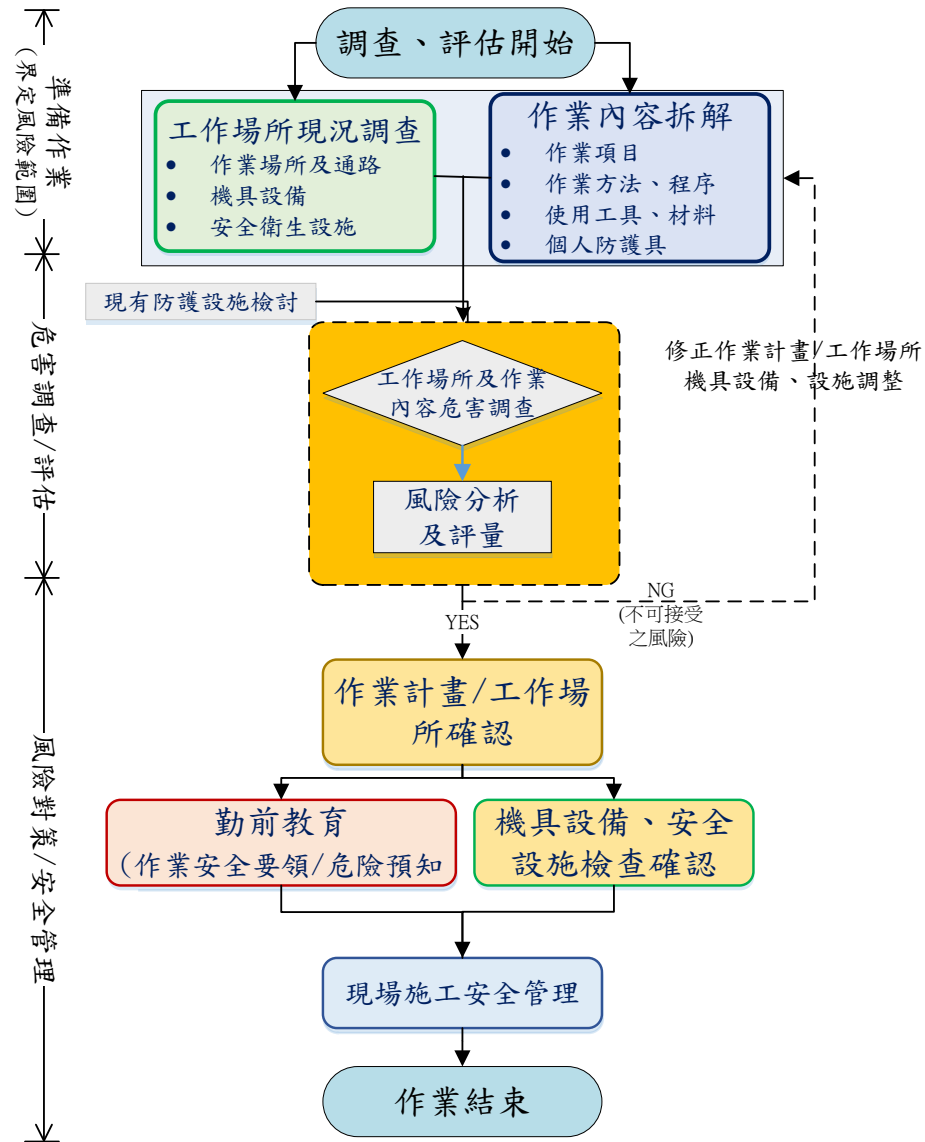 調查、評估開始
準備作業
(界定風險範圍)
工作場所現況調查
• 作業場所及通路
• 機具設備
• 安全衛生設施
作業內容拆解
• 作業項目
• 作業方法、程序
• 使用工具、材料
• 個人防護具
現有防護設施檢討
危害調查/評估
工作場所及作業
內容危害調查
風險分析
及評量
修正作業計畫/工作場所
機具設備、設施調整
NG
(不可接受
之風險)
YES
風險對策/安全管理
作業計畫/工作場
所確認
勤前教育
(作業安全要領/危險預知
機具設備、安全
設施檢查確認
現場施工安全管理
作業結束